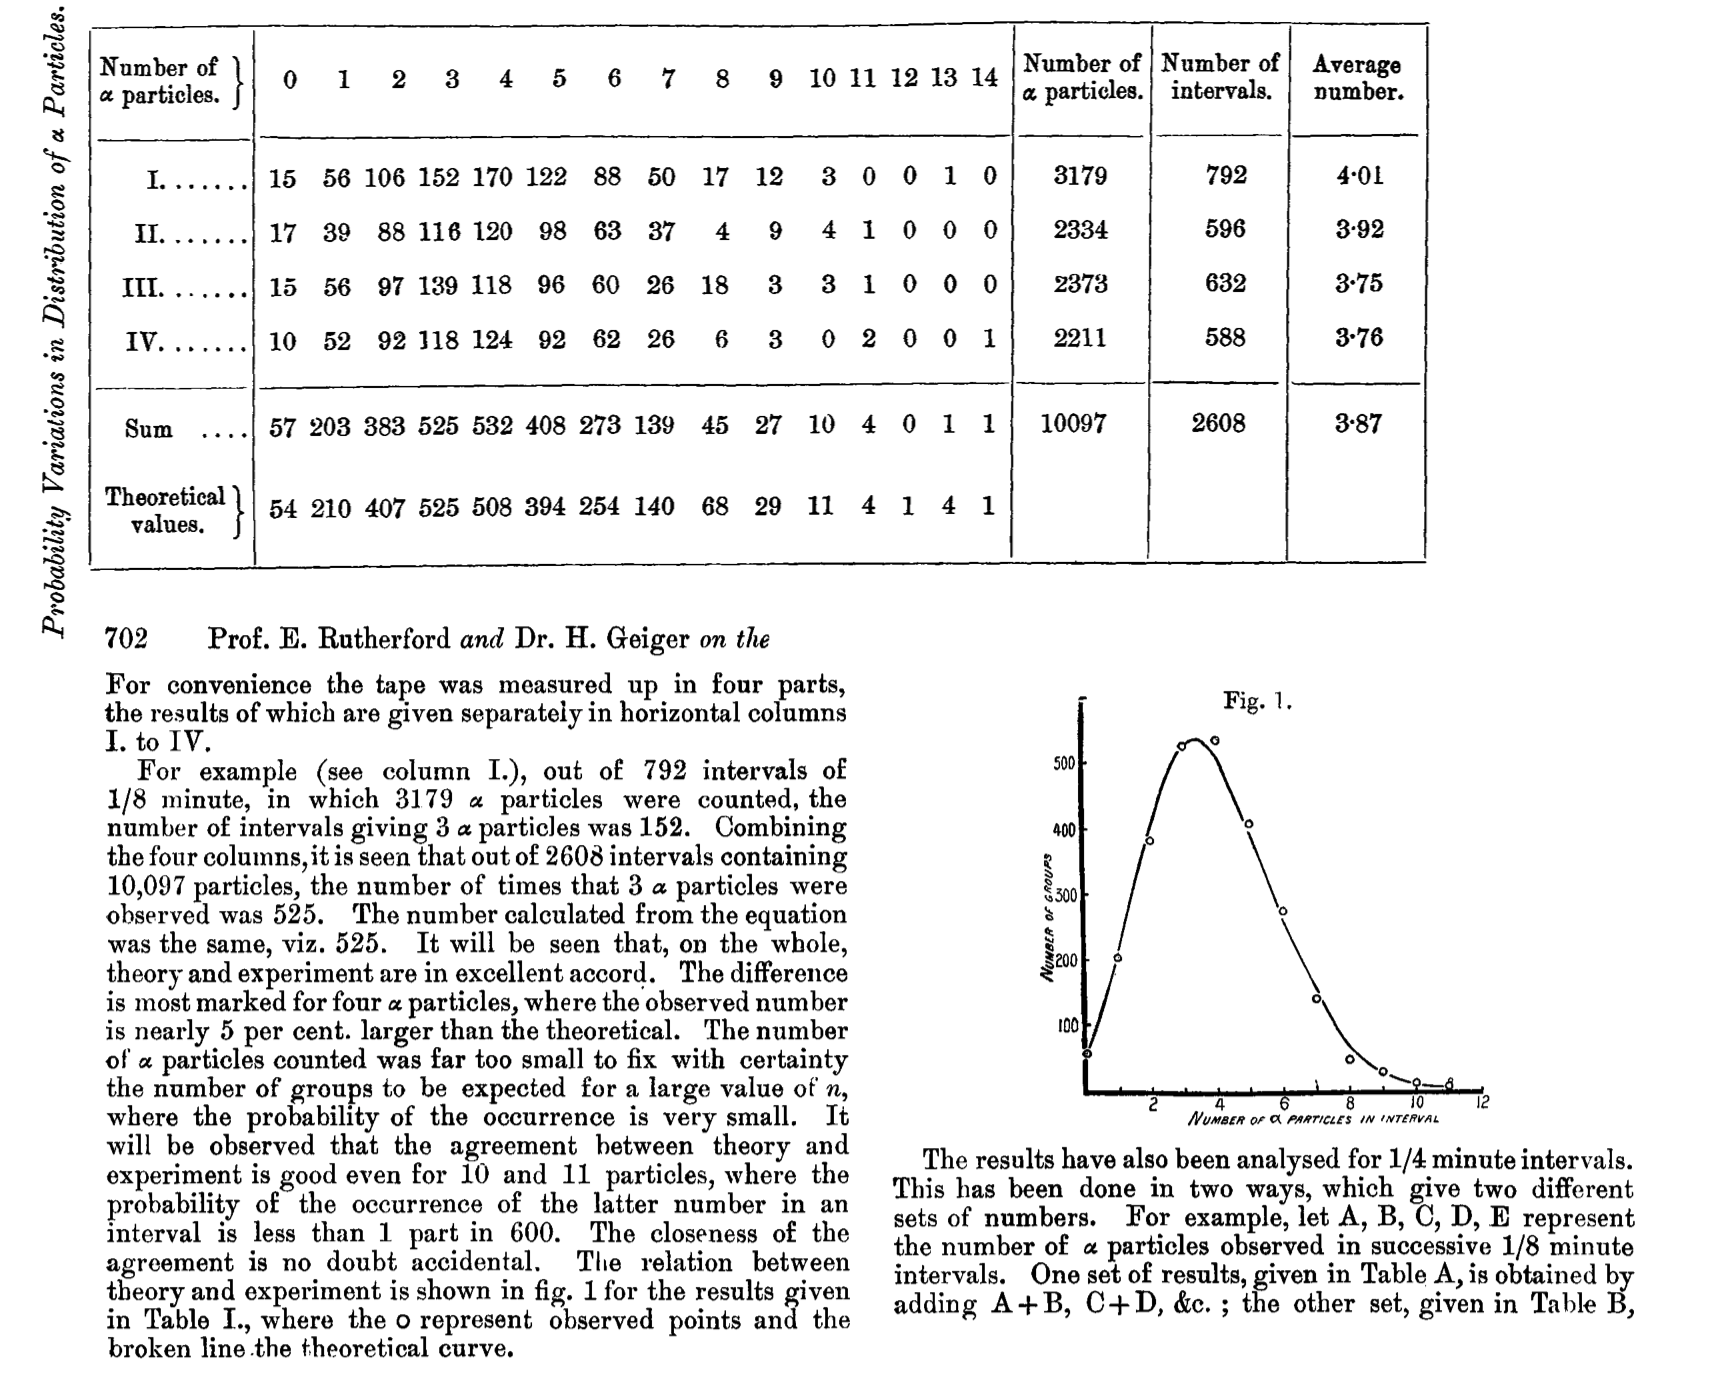 Probability Variations in Distribution of α Particles.
Number of α particles. } 0 1 2 3 4 5 6 7 8 9 10 11 12 13 14 Number of α particles. Number of intervals. Average number.
I. ...... 15 56 106 152 170 122 88 50 17 12 3 0 0 1 0 3179 792 4·01
II. ...... 17 39 88 116 120 98 63 37 4 9 4 1 0 0 0 2334 596 3·92
III. ...... 15 56 97 139 118 96 60 26 18 3 3 1 0 0 0 2373 632 3·75
IV. ...... 10 52 92 118 124 92 62 26 6 3 0 2 0 0 1 2211 588 3·76
Sum .... 57 203 383 525 532 408 273 139 45 27 10 4 0 1 1 10097 2608 3·87
Theoretical values. } 54 210 407 525 508 394 254 140 68 29 11 4 1 4 1
702 Prof. E. Rutherford and Dr. H. Geiger on the
For convenience the tape was measured up in four parts,
the results of which are given separately in horizontal columns
I. to IV.
For example (see column I.), out of 792 intervals of
1/8 minute, in which 3179 α particles were counted, the
number of intervals giving 3 α particles was 152. Combining
the four columns, it is seen that out of 2608 intervals containing
10,097 particles, the number of times that 3 α particles were
observed was 525. The number calculated from the equation
was the same, viz. 525. It will be seen that, on the whole,
theory and experiment are in excellent accord. The difference
is most marked for four α particles, where the observed number
is nearly 5 per cent. larger than the theoretical. The number
of α particles counted was far too small to fix with certainty
the number of groups to be expected for a large value of n,
where the probability of the occurrence is very small. It
will be observed that the agreement between theory and
experiment is good even for 10 and 11 particles, where the
probability of the occurrence of the latter number in an
interval is less than 1 part in 600. The closeness of the
agreement is no doubt accidental. The relation between
theory and experiment is shown in fig. 1 for the results given
in Table I., where the o represent observed points and the
broken line the theoretical curve.
Fig. 1.
500
400
300
200
100
NUMBER OF GROUPS
2 4 6 8 10 12
NUMBER OF α PARTICLES IN INTERVAL
The results have also been analysed for 1/4 minute intervals.
This has been done in two ways, which give two different
sets of numbers. For example, let A, B, C, D, E represent
the number of α particles observed in successive 1/8 minute
intervals. One set of results, given in Table A, is obtained by
adding A+B, C+D, &c. ; the other set, given in Table B,